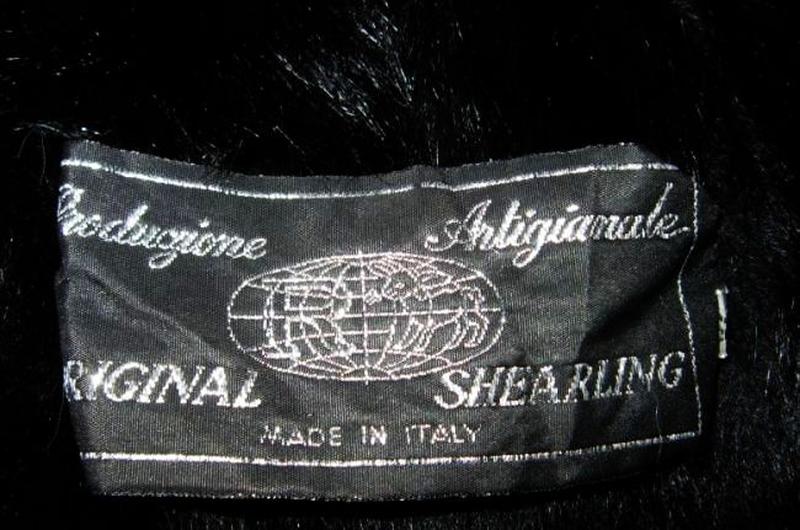 Produzione Artigianale
RIGINAL SHEARLING
MADE IN ITALY